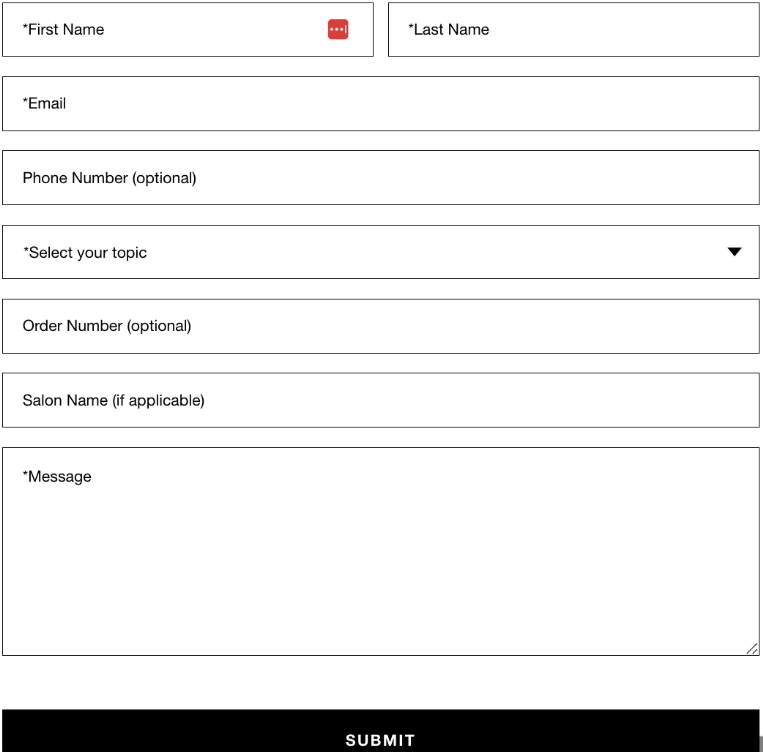 *First Name
*Last Name
*Email
Phone Number (optional)
*Select your topic
Order Number (optional)
Salon Name (if applicable)
*Message
SUBMIT